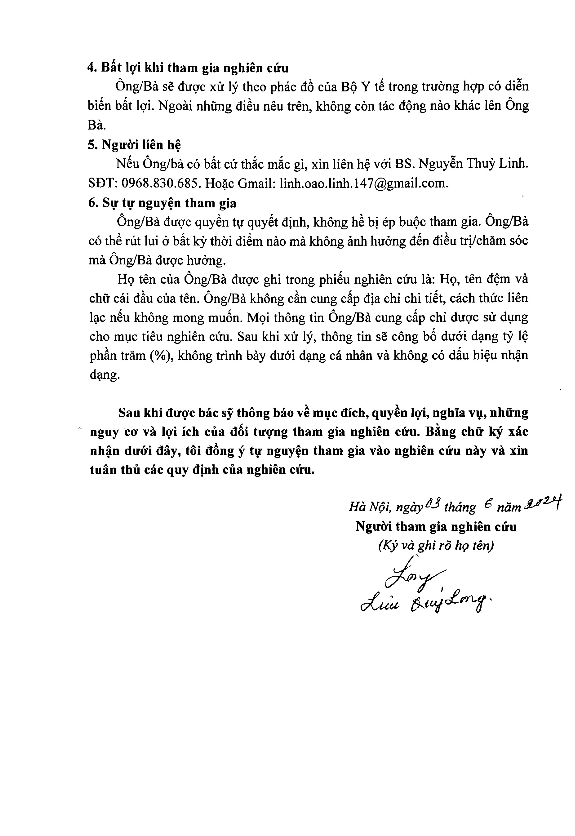 4. Bất lợi khi tham gia nghiên cứu
Ông/Bà sẽ được xử lý theo phác đồ của Bộ Y tế trong trường hợp có diễn
biến bất lợi. Ngoài những điều nêu trên, không còn tác động nào khác lên Ông
Bà.
5. Người liên hệ
Nếu Ông/bà có bất cứ thắc mắc gì, xin liên hệ với BS. Nguyễn Thuỳ Linh.
SĐT: 0968.830.685. Hoặc Gmail: linh.oao.linh.147@gmail.com.
6. Sự tự nguyện tham gia
Ông/Bà được quyền tự quyết định, không hề bị ép buộc tham gia. Ông/Bà
có thể rút lui ở bất kỳ thời điểm nào mà không ảnh hưởng đến điều trị/chăm sóc
mà Ông/Bà được hưởng.
Họ tên của Ông/Bà được ghi trong phiếu nghiên cứu là: Họ, tên đệm và
chữ cái đầu của tên. Ông/Bà không cần cung cấp địa chỉ chi tiết, cách thức liên
lạc nếu không mong muốn. Mọi thông tin Ông/Bà cung cấp chỉ được sử dụng
cho mục tiêu nghiên cứu. Sau khi xử lý, thông tin sẽ công bố dưới dạng tỷ lệ
phần trăm (%), không trình bày dưới dạng cá nhân và không có dấu hiệu nhận
dạng.
Sau khi được bác sỹ thông báo về mục đích, quyền lợi, nghĩa vụ, những
nguy cơ và lợi ích của đối tượng tham gia nghiên cứu. Bằng chữ ký xác
nhận dưới đây, tôi đồng ý tự nguyện tham gia vào nghiên cứu này và xin
tuân thủ các quy định của nghiên cứu.
Hà Nội, ngày 03 tháng 6 năm 2024
Người tham gia nghiên cứu
(Ký và ghi rõ họ tên)
Long
Lưu Quý Long.